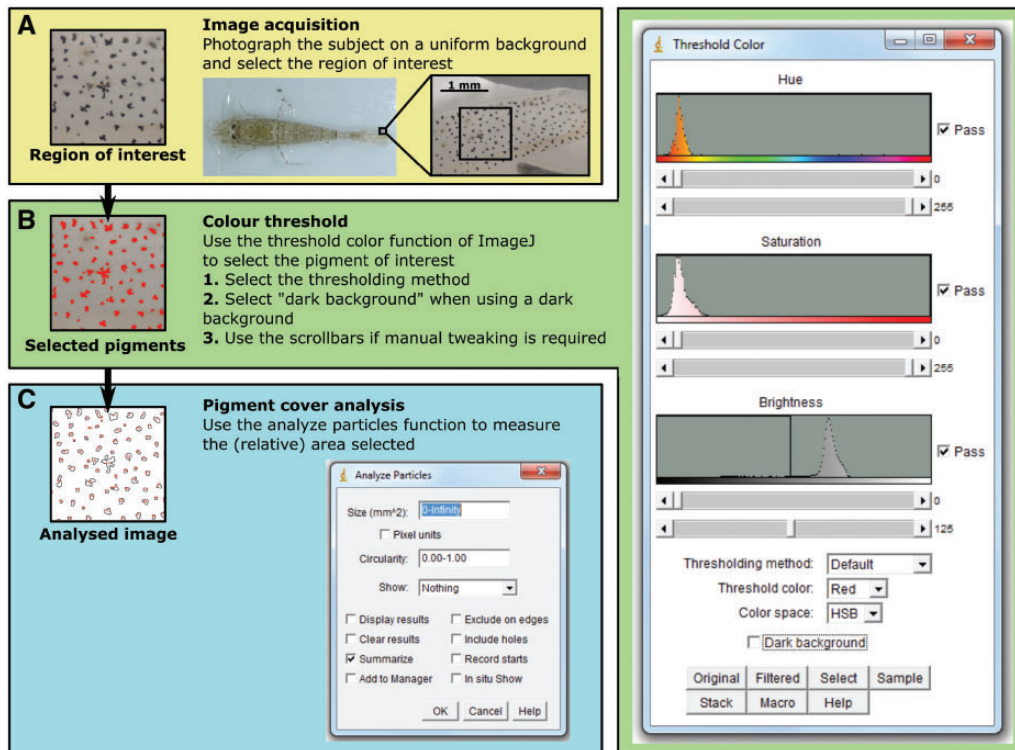 A
Image acquisition
Photograph the subject on a uniform background
and select the region of interest
1 mm
Region of interest
B
Colour threshold
Use the threshold color function of ImageJ
to select the pigment of interest
1. Select the thresholding method
2. Select "dark background" when using a dark
background
3. Use the scrollbars if manual tweaking is required
Selected pigments
C
Pigment cover analysis
Use the analyze particles function to measure
the (relative) area selected
Analysed image
Analyze Particles
Size (mm^2): 0-Infinity
Pixel units
Circularity: 0.00-1.00
Show: Nothing
Display results Exclude on edges
Clear results Include holes
Summarize Record starts
Add to Manager In situ Show
OK Cancel Help
Threshold Color
Hue
Pass
0
255
Saturation
Pass
0
255
Brightness
Pass
0
125
Thresholding method: Default
Threshold color: Red
Color space: HSB
Dark background
Original Filtered Select Sample
Stack Macro Help